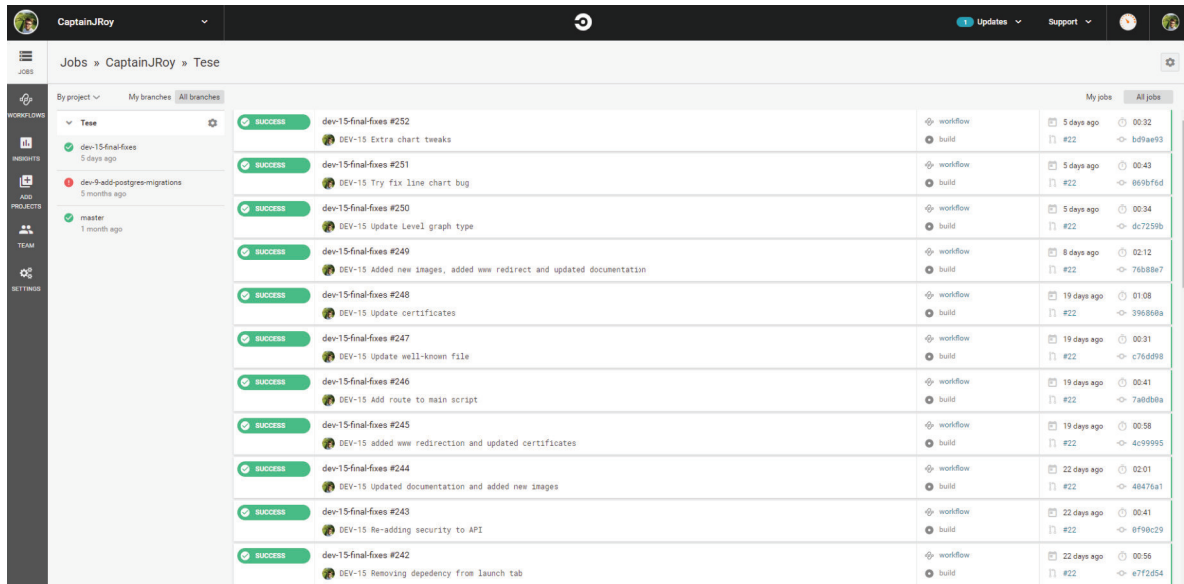 CaptainJRoy
1 Updates
Support
JOBS
Jobs » CaptainJRoy » Tese
WORKFLOWS
INSIGHTS
ADD
PROJECTS
TEAM
SETTINGS
By project
My branches All branches
My jobs All jobs
Tese
dev-15-final-fixes
5 days ago
dev-9-add-postgres-migrations
5 months ago
master
1 month ago
SUCCESS dev-15-final-fixes #252 workflow 5 days ago 00:32
DEV-15 Extra chart tweaks build #22 bd9ae93
SUCCESS dev-15-final-fixes #251 workflow 5 days ago 00:43
DEV-15 Try fix line chart bug build #22 069bf6d
SUCCESS dev-15-final-fixes #250 workflow 5 days ago 00:34
DEV-15 Update Level graph type build #22 dc7259b
SUCCESS dev-15-final-fixes #249 workflow 8 days ago 02:12
DEV-15 Added new images, added www redirect and updated documentation build #22 76b88e7
SUCCESS dev-15-final-fixes #248 workflow 19 days ago 01:08
DEV-15 Update certificates build #22 396860a
SUCCESS dev-15-final-fixes #247 workflow 19 days ago 00:31
DEV-15 Update well-known file build #22 c76dd98
SUCCESS dev-15-final-fixes #246 workflow 19 days ago 00:41
DEV-15 Add route to main script build #22 7a0db0a
SUCCESS dev-15-final-fixes #245 workflow 19 days ago 00:58
DEV-15 added www redirection and updated certificates build #22 4c99995
SUCCESS dev-15-final-fixes #244 workflow 22 days ago 02:01
DEV-15 Updated documentation and added new images build #22 40476a1
SUCCESS dev-15-final-fixes #243 workflow 22 days ago 00:41
DEV-15 Re-adding security to API build #22 0f90c29
SUCCESS dev-15-final-fixes #242 workflow 22 days ago 00:56
DEV-15 Removing depedency from launch tab build #22 e7f2d54